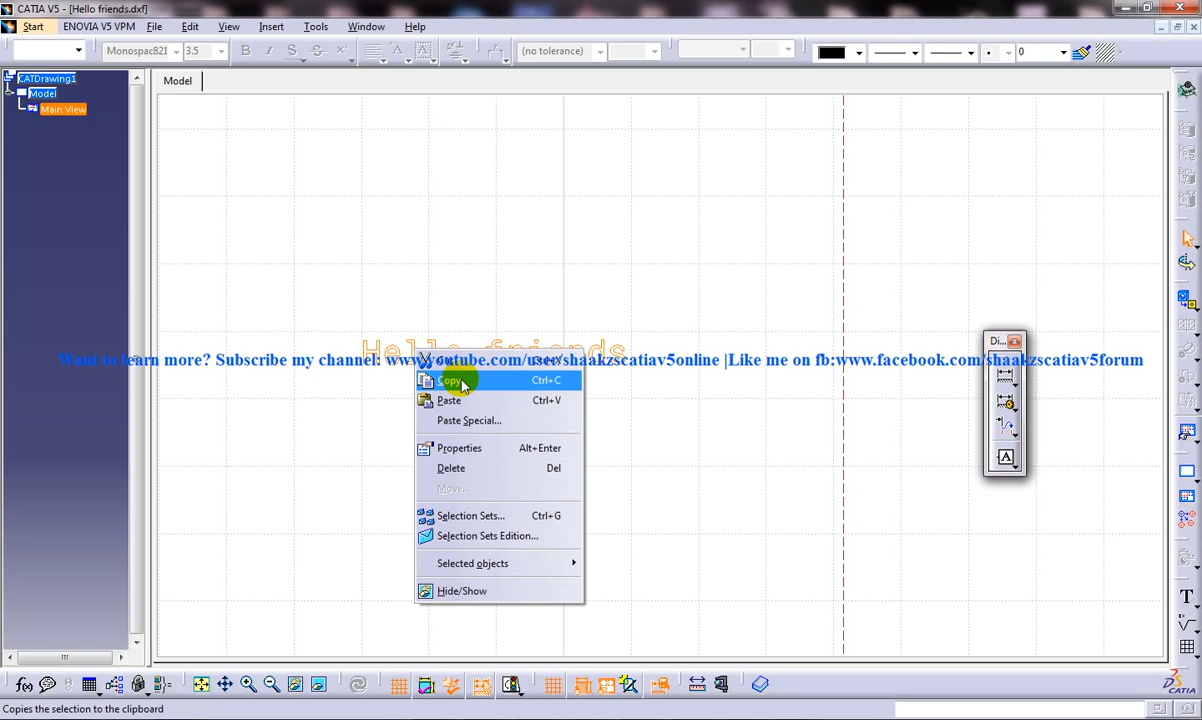 CATIA V5 - [Hello friends.dxf]
Start ENOVIA V5 VPM File Edit View Insert Tools Window Help
Monospac821 3.5 B I S S (no tolerance) 0
CATDrawing1
Model
Main View
Model
Hello friends
Want to learn more? Subscribe my channel: www.youtube.com/user/shaakzscatiav5online |Like me on fb:www.facebook.com/shaakzscatiav5forum
Copy Ctrl+C
Paste Ctrl+V
Paste Special...
Properties Alt+Enter
Delete Del
Move...
Selection Sets... Ctrl+G
Selection Sets Edition...
Selected objects
Hide/Show
Di...
A
T
f(x)
CATIA
Copies the selection to the clipboard